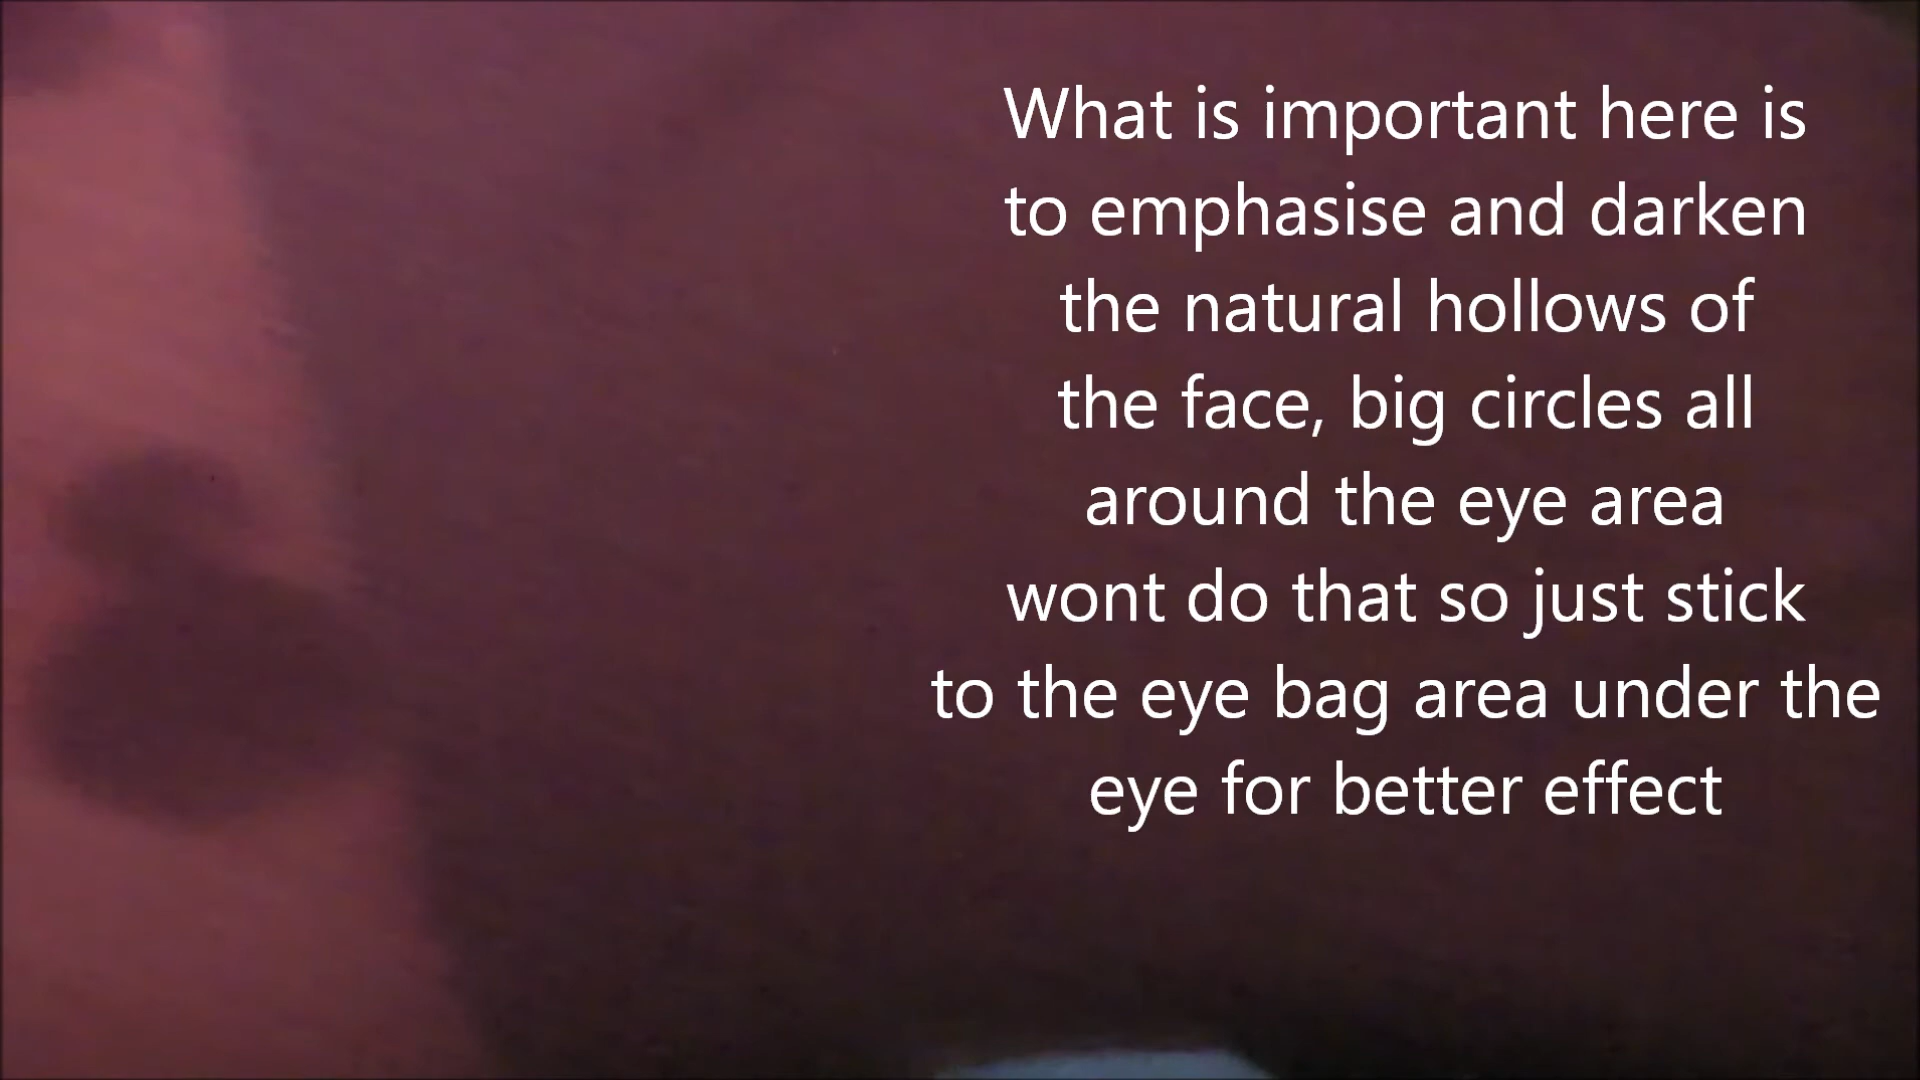 What is important here is
to emphasise and darken
the natural hollows of
the face, big circles all
around the eye area
wont do that so just stick
to the eye bag area under the
eye for better effect